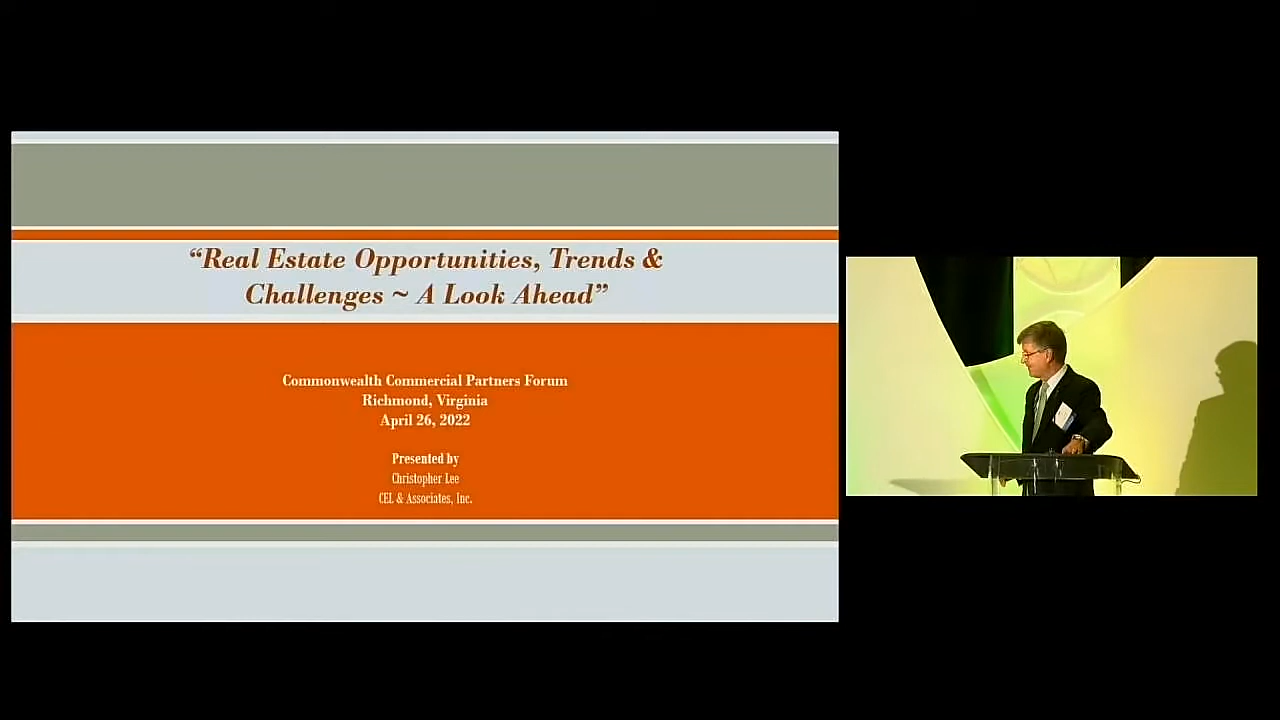 “Real Estate Opportunities, Trends &
Challenges ~ A Look Ahead”
Commonwealth Commercial Partners Forum
Richmond, Virginia
April 26, 2022
Presented by
Christopher Lee
CEL & Associates, Inc.